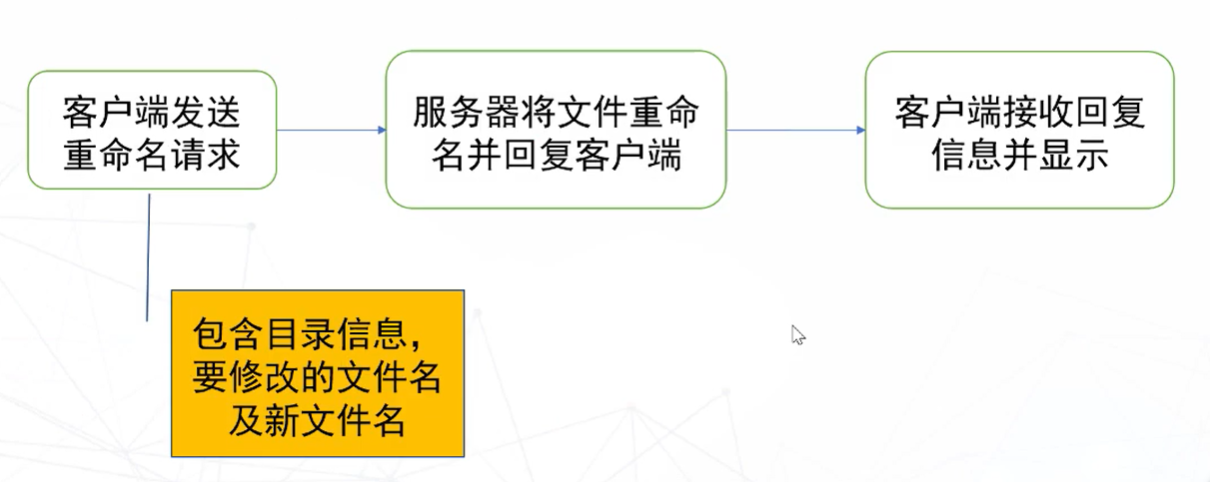 客户端发送
重命名请求
服务器将文件重命
名并回复客户端
客户端接收回复
信息并显示
包含目录信息，
要修改的文件名
及新文件名